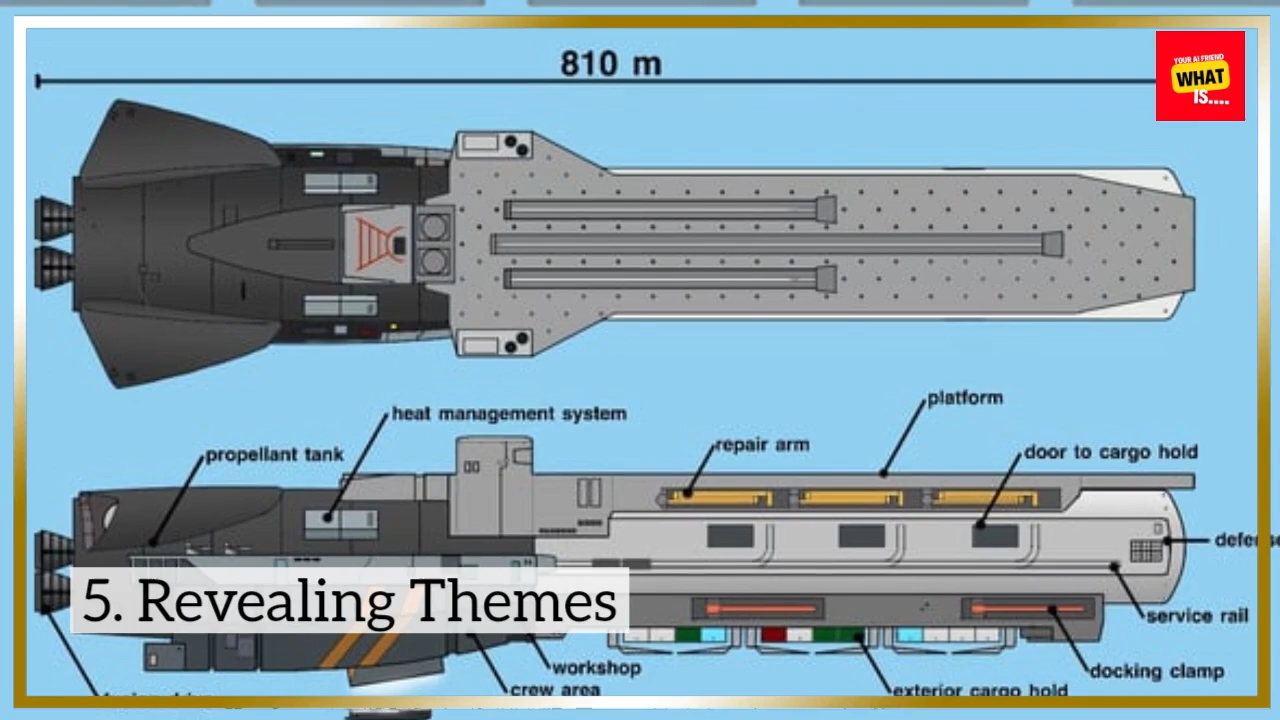 810 m
YOUR AI FRIEND
WHAT
IS....
platform
heat management system
repair arm
door to cargo hold
propellant tank
5. Revealing Themes
service rail
workshop
docking clamp
crew area
exterior cargo hold